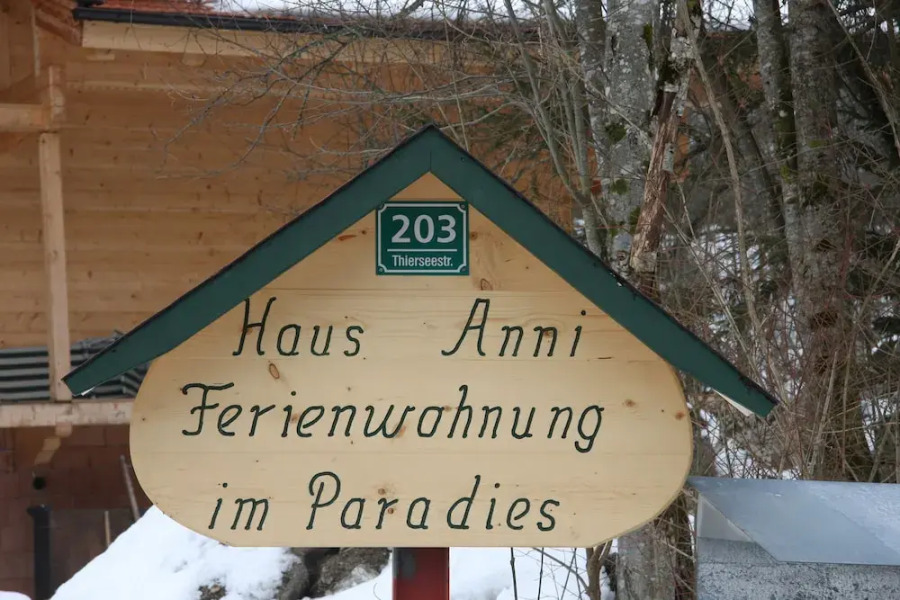 203
Thierseestr.
Haus Anni
Ferienwohnung
im Paradies